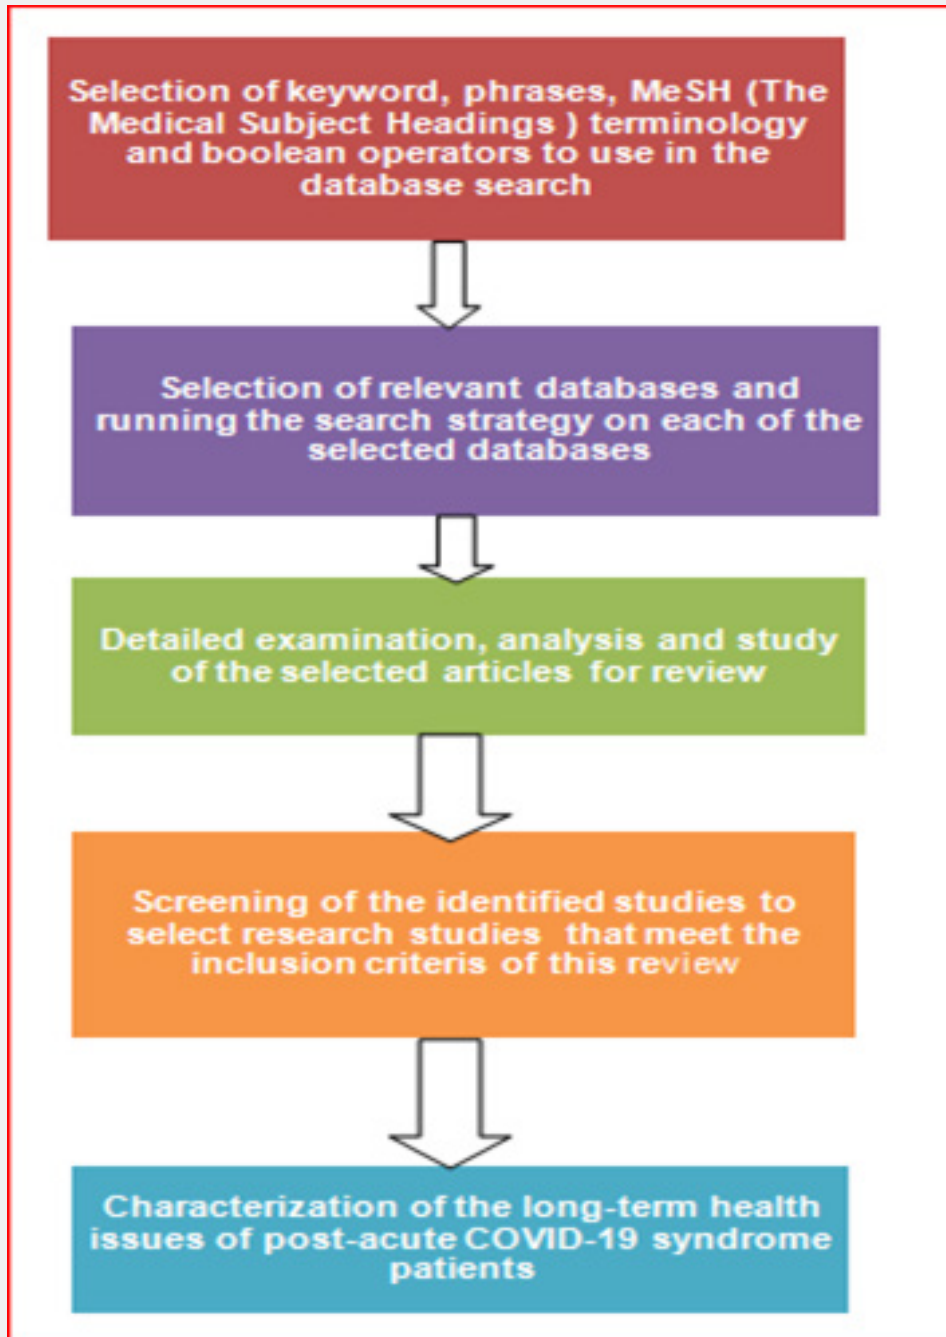 Selection of keyword, phrases, MeSH (The
Medical Subject Headings ) terminology
and boolean operators to use in the
database search
Selection of relevant databases and
running the search strategy on each of the
selected databases
Detailed examination, analysis and study
of the selected articles for review
Screening of the identified studies to
select research studies that meet the
inclusion criteris of this review
Characterization of the long-term health
issues of post-acute COVID-19 syndrome
patients